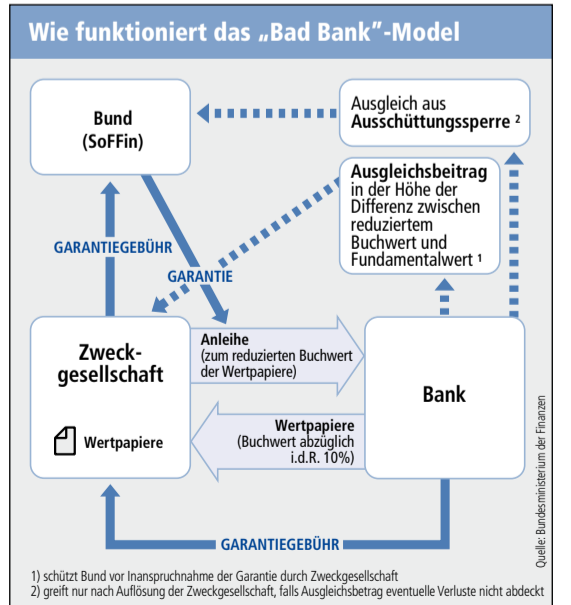 Wie funktioniert das „Bad Bank”-Model
Bund
(SoFFin)
Ausgleich aus
Ausschüttungssperre ²
Ausgleichsbeitrag
in der Höhe der
Differenz zwischen
reduziertem
Buchwert und
Fundamentalwert ¹
GARANTIEGEBÜHR
GARANTIE
Zweck-
gesellschaft
Wertpapiere
Anleihe
(zum reduzierten Buchwert
der Wertpapiere)
Wertpapiere
(Buchwert abzüglich
i.d.R. 10%)
Bank
GARANTIEGEBÜHR
Quelle: Bundesministerium der Finanzen
1) schützt Bund vor Inanspruchnahme der Garantie durch Zweckgesellschaft
2) greift nur nach Auflösung der Zweckgesellschaft, falls Ausgleichsbetrag eventuelle Verluste nicht abdeckt